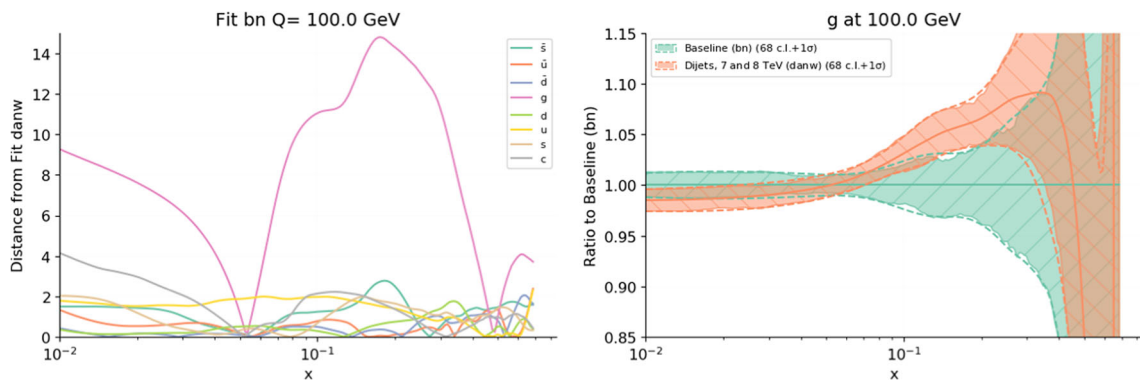 Fit bn Q= 100.0 GeV
Distance from Fit danw
14
12
10
8
6
4
2
0
10⁻²
10⁻¹
x
s̄
ū
d̄
g
d
u
s
c
g at 100.0 GeV
Baseline (bn) (68 c.l.+1σ)
Dijets, 7 and 8 TeV (danw) (68 c.l.+1σ)
Ratio to Baseline (bn)
1.15
1.10
1.05
1.00
0.95
0.90
0.85
10⁻²
10⁻¹
x